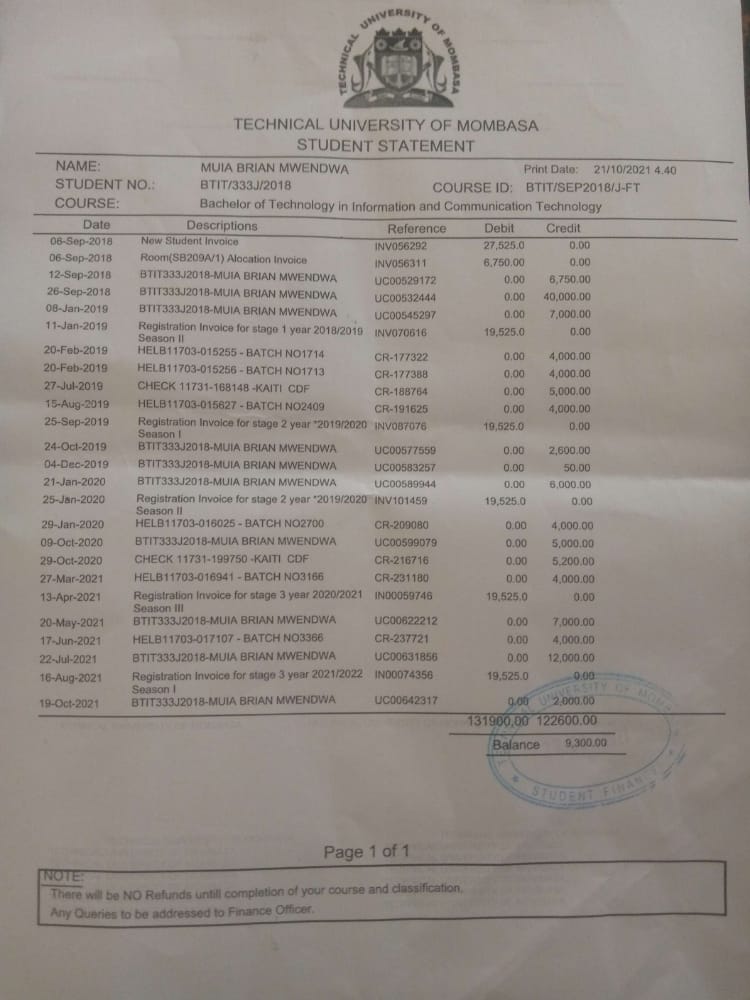 TECHNICAL UNIVERSITY OF MOMBASA
TECHNICAL UNIVERSITY OF MOMBASA
STUDENT STATEMENT
NAME: MUIA BRIAN MWENDWA Print Date: 21/10/2021 4.40
STUDENT NO.: BTIT/333J/2018 COURSE ID: BTIT/SEP2018/J-FT
COURSE: Bachelor of Technology in Information and Communication Technology
Date Descriptions Reference Debit Credit
06-Sep-2018 New Student Invoice INV056292 27,525.0 0.00
06-Sep-2018 Room(SB209A/1) Alocation Invoice INV056311 6,750.00 0.00
12-Sep-2018 BTIT333J2018-MUIA BRIAN MWENDWA UC00529172 0.00 6,750.00
26-Sep-2018 BTIT333J2018-MUIA BRIAN MWENDWA UC00532444 0.00 40,000.00
08-Jan-2019 BTIT333J2018-MUIA BRIAN MWENDWA UC00545297 0.00 7,000.00
11-Jan-2019 Registration Invoice for stage 1 year 2018/2019 INV070616 19,525.0 0.00
Season II
20-Feb-2019 HELB11703-015255 - BATCH NO1714 CR-177322 0.00 4,000.00
20-Feb-2019 HELB11703-015256 - BATCH NO1713 CR-177388 0.00 4,000.00
27-Jul-2019 CHECK 11731-168148 -KAITI CDF CR-188764 0.00 5,000.00
15-Aug-2019 HELB11703-015627 - BATCH NO2409 CR-191625 0.00 4,000.00
25-Sep-2019 Registration Invoice for stage 2 year *2019/2020 INV087076 19,525.0 0.00
Season I
24-Oct-2019 BTIT333J2018-MUIA BRIAN MWENDWA UC00577559 0.00 2,600.00
04-Dec-2019 BTIT333J2018-MUIA BRIAN MWENDWA UC00583257 0.00 50.00
21-Jan-2020 BTIT333J2018-MUIA BRIAN MWENDWA UC00589944 0.00 6,000.00
25-Jan-2020 Registration Invoice for stage 2 year *2019/2020 INV101459 19,525.0 0.00
Season II
29-Jan-2020 HELB11703-016025 - BATCH NO2700 CR-209080 0.00 4,000.00
09-Oct-2020 BTIT333J2018-MUIA BRIAN MWENDWA UC00599079 0.00 5,000.00
29-Oct-2020 CHECK 11731-199750 -KAITI CDF CR-216716 0.00 5,200.00
27-Mar-2021 HELB11703-016941 - BATCH NO3166 CR-231180 0.00 4,000.00
13-Apr-2021 Registration Invoice for stage 3 year 2020/2021 IN00059746 19,525.0 0.00
Season III
20-May-2021 BTIT333J2018-MUIA BRIAN MWENDWA UC00622212 0.00 7,000.00
17-Jun-2021 HELB11703-017107 - BATCH NO3366 CR-237721 0.00 4,000.00
22-Jul-2021 BTIT333J2018-MUIA BRIAN MWENDWA UC00631856 0.00 12,000.00
16-Aug-2021 Registration Invoice for stage 3 year 2021/2022 IN00074356 19,525.0 0.00
Season I
19-Oct-2021 BTIT333J2018-MUIA BRIAN MWENDWA UC00642317 0.00 2,000.00
131900.00 122600.00
Balance 9,300.00
UNIVERSITY OF
STUDENT FINANCE
Page 1 of 1
NOTE:
There will be NO Refunds untill completion of your course and classification.
Any Queries to be addressed to Finance Officer.